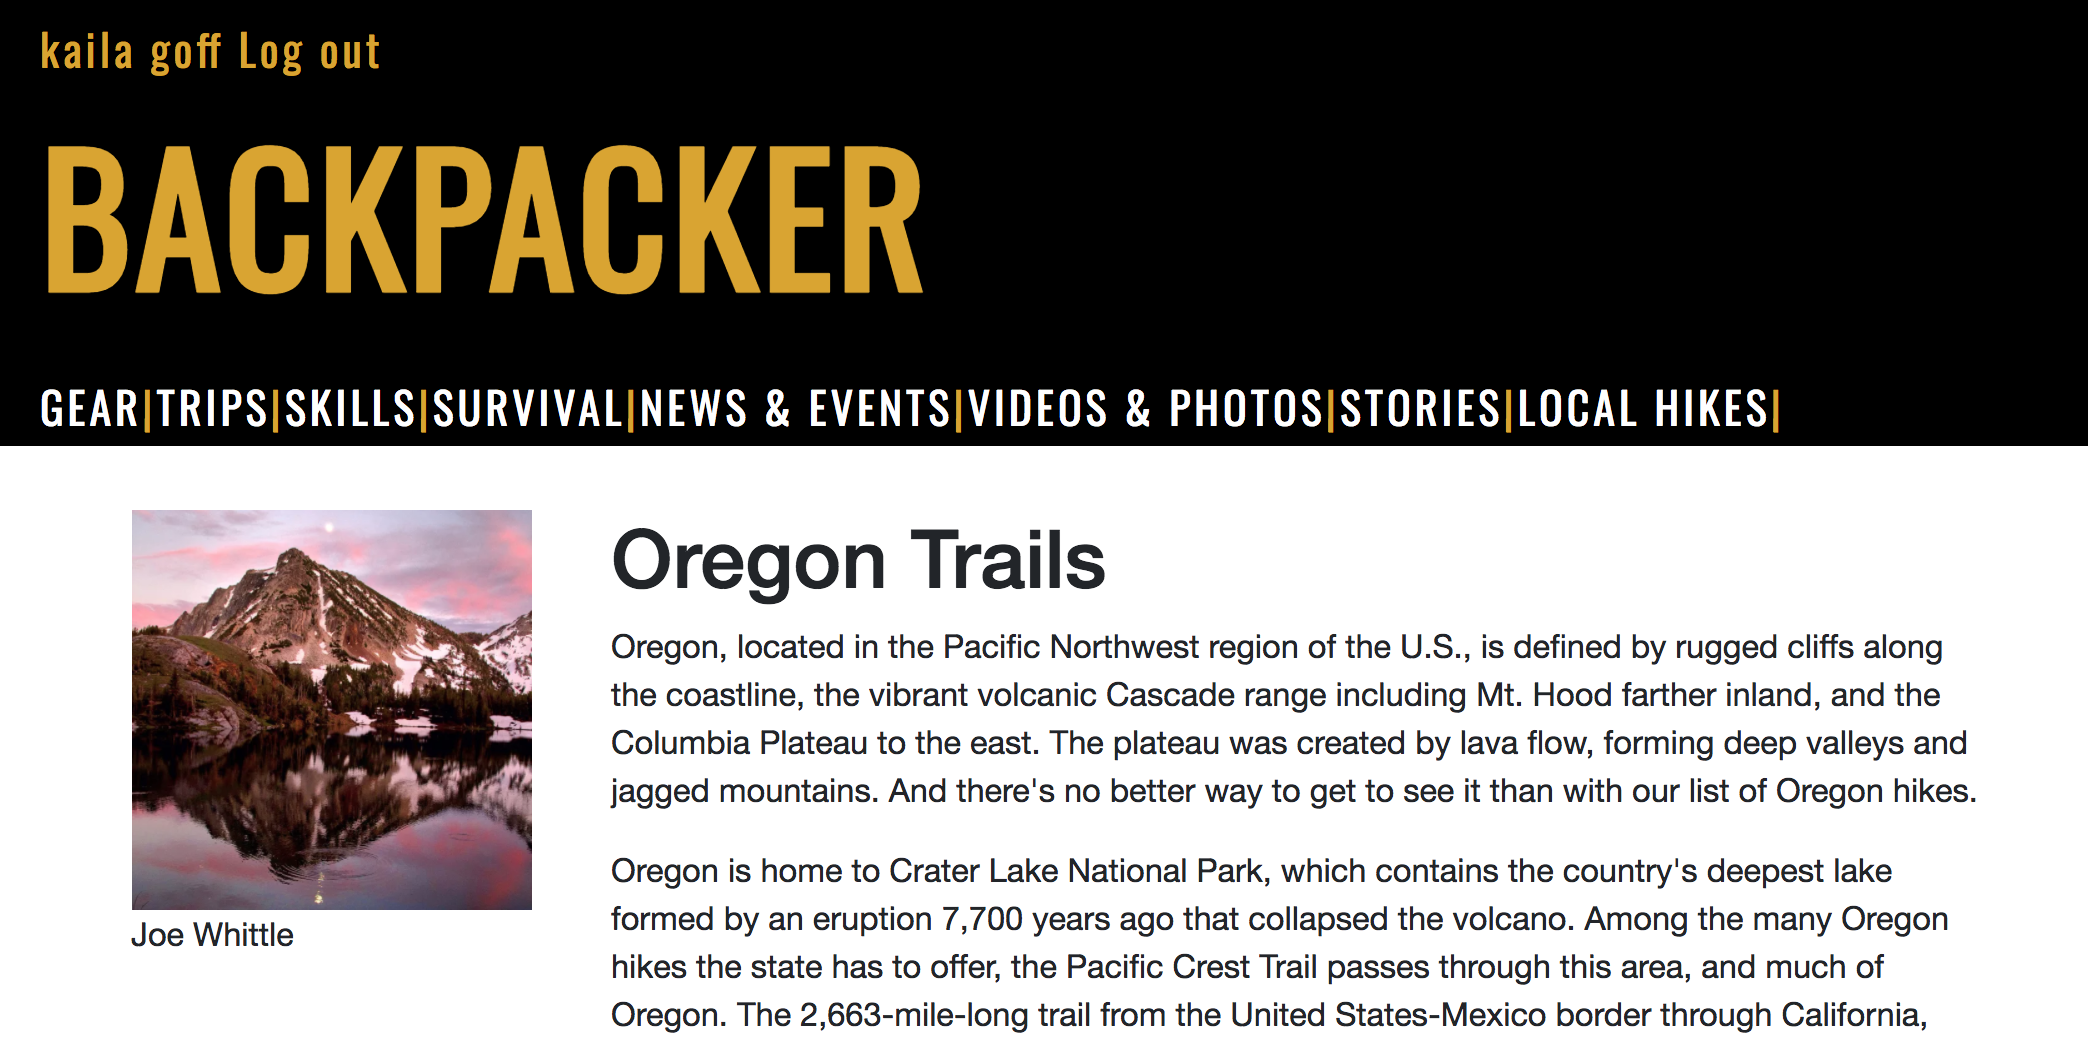 kaila goff Log out
BACKPACKER
GEAR|TRIPS|SKILLS|SURVIVAL|NEWS & EVENTS|VIDEOS & PHOTOS|STORIES|LOCAL HIKES|
Oregon Trails
Oregon, located in the Pacific Northwest region of the U.S., is defined by rugged cliffs along
the coastline, the vibrant volcanic Cascade range including Mt. Hood farther inland, and the
Columbia Plateau to the east. The plateau was created by lava flow, forming deep valleys and
jagged mountains. And there's no better way to get to see it than with our list of Oregon hikes.
Oregon is home to Crater Lake National Park, which contains the country's deepest lake
formed by an eruption 7,700 years ago that collapsed the volcano. Among the many Oregon
hikes the state has to offer, the Pacific Crest Trail passes through this area, and much of
Oregon. The 2,663-mile-long trail from the United States-Mexico border through California,
Joe Whittle